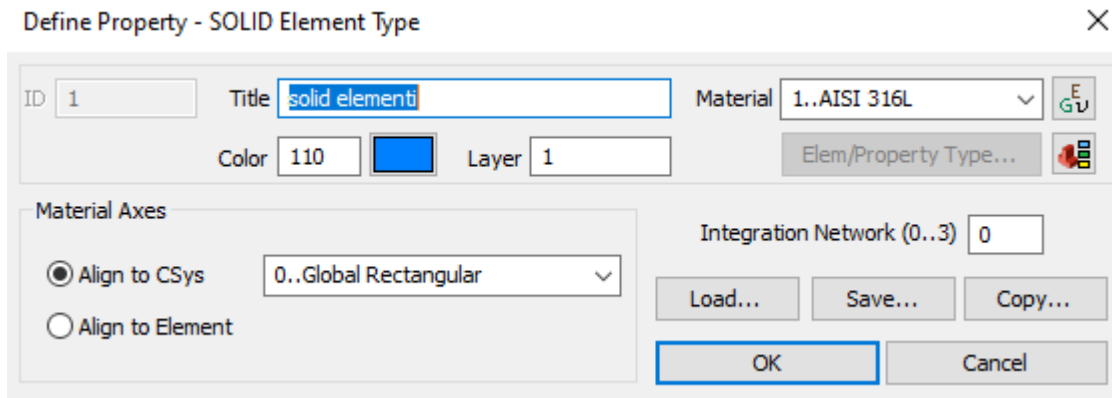 Define Property - SOLID Element Type
ID 1 Title solid elementi Material 1..AISI 316L
Color 110 Layer 1 Elem/Property Type...
Material Axes
Integration Network (0..3) 0
Align to CSys 0..Global Rectangular
Load... Save... Copy...
Align to Element
OK Cancel